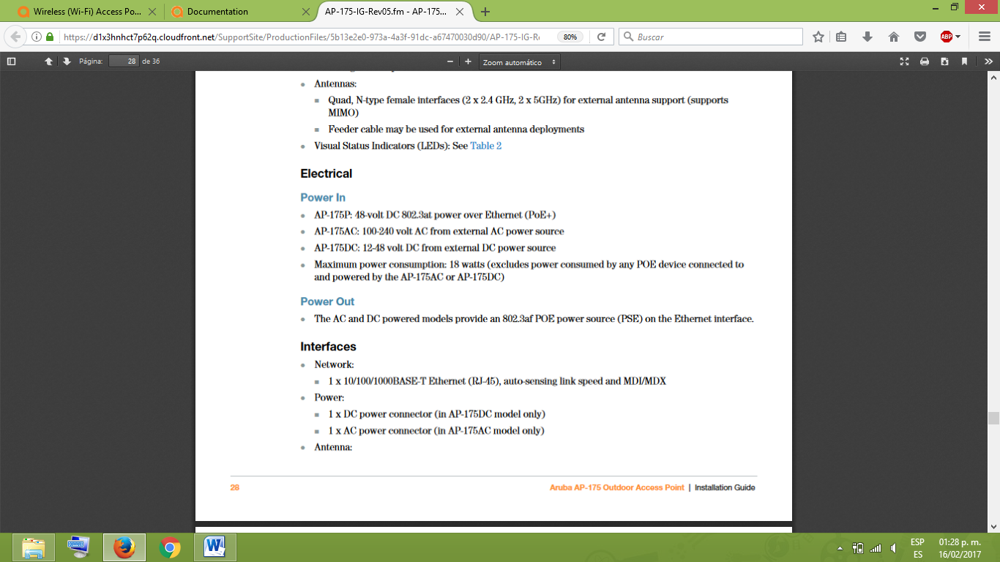 Wireless (Wi-Fi) Access Po...
Documentation
AP-175-IG-Rev05.fm - AP-175...
https://d1x3hnhct7p62q.cloudfront.net/SupportSite/ProductionFiles/5b13e2e0-973a-4a3f-91dc-a67470030d90/AP-175-IG-Re
80%
Buscar
ABP
Página: 28 de 36
Zoom automático
Antennas:
Quad, N-type female interfaces (2 x 2.4 GHz, 2 x 5GHz) for external antenna support (supports
MIMO)
Feeder cable may be used for external antenna deployments
Visual Status Indicators (LEDs): See Table 2
Electrical
Power In
AP-175P: 48-volt DC 802.3at power over Ethernet (PoE+)
AP-175AC: 100-240 volt AC from external AC power source
AP-175DC: 12-48 volt DC from external DC power source
Maximum power consumption: 18 watts (excludes power consumed by any POE device connected to
and powered by the AP-175AC or AP-175DC)
Power Out
The AC and DC powered models provide an 802.3af POE power source (PSE) on the Ethernet interface.
Interfaces
Network:
1 x 10/100/1000BASE-T Ethernet (RJ-45), auto-sensing link speed and MDI/MDX
Power:
1 x DC power connector (in AP-175DC model only)
1 x AC power connector (in AP-175AC model only)
Antenna:
28
Aruba AP-175 Outdoor Access Point | Installation Guide
ESP
ES
01:28 p. m.
16/02/2017